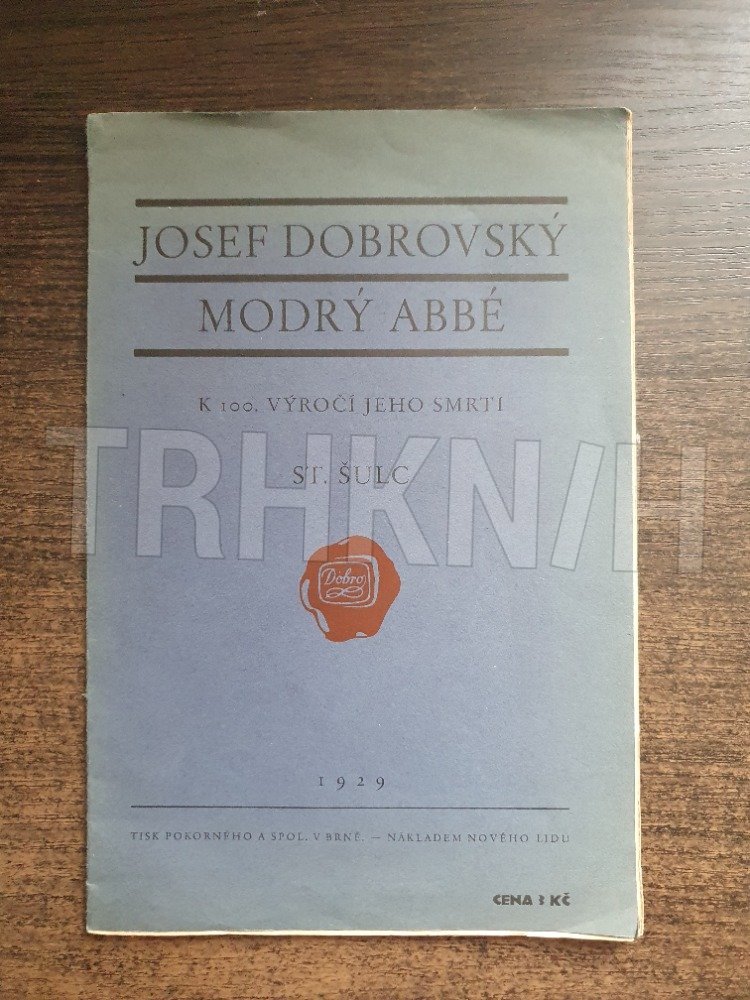 JOSEF DOBROVSKÝ
MODRÝ ABBÉ
K 100. VÝROČÍ JEHO SMRTI
ST. ŠULC
TRHKNIH
Dobro
1929
TISK POKORNÉHO A SPOL. V BRNĚ. — NÁKLADEM NOVÉHO LIDU
CENA 3 KČ